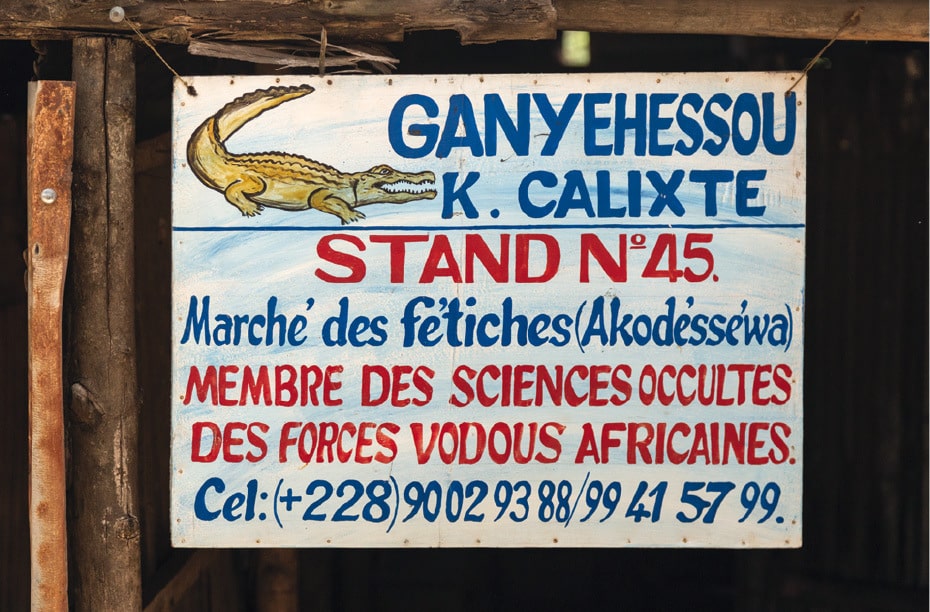 GANYEHESSOU
K. CALIXTE
STAND Nº45.
Marché des fétiches (Akodésséwa)
MEMBRE DES SCIENCES OCCULTES
DES FORCES VODOUS AFRICAINES.
Cel: (+228) 90 02 93 88/99 41 57 99.